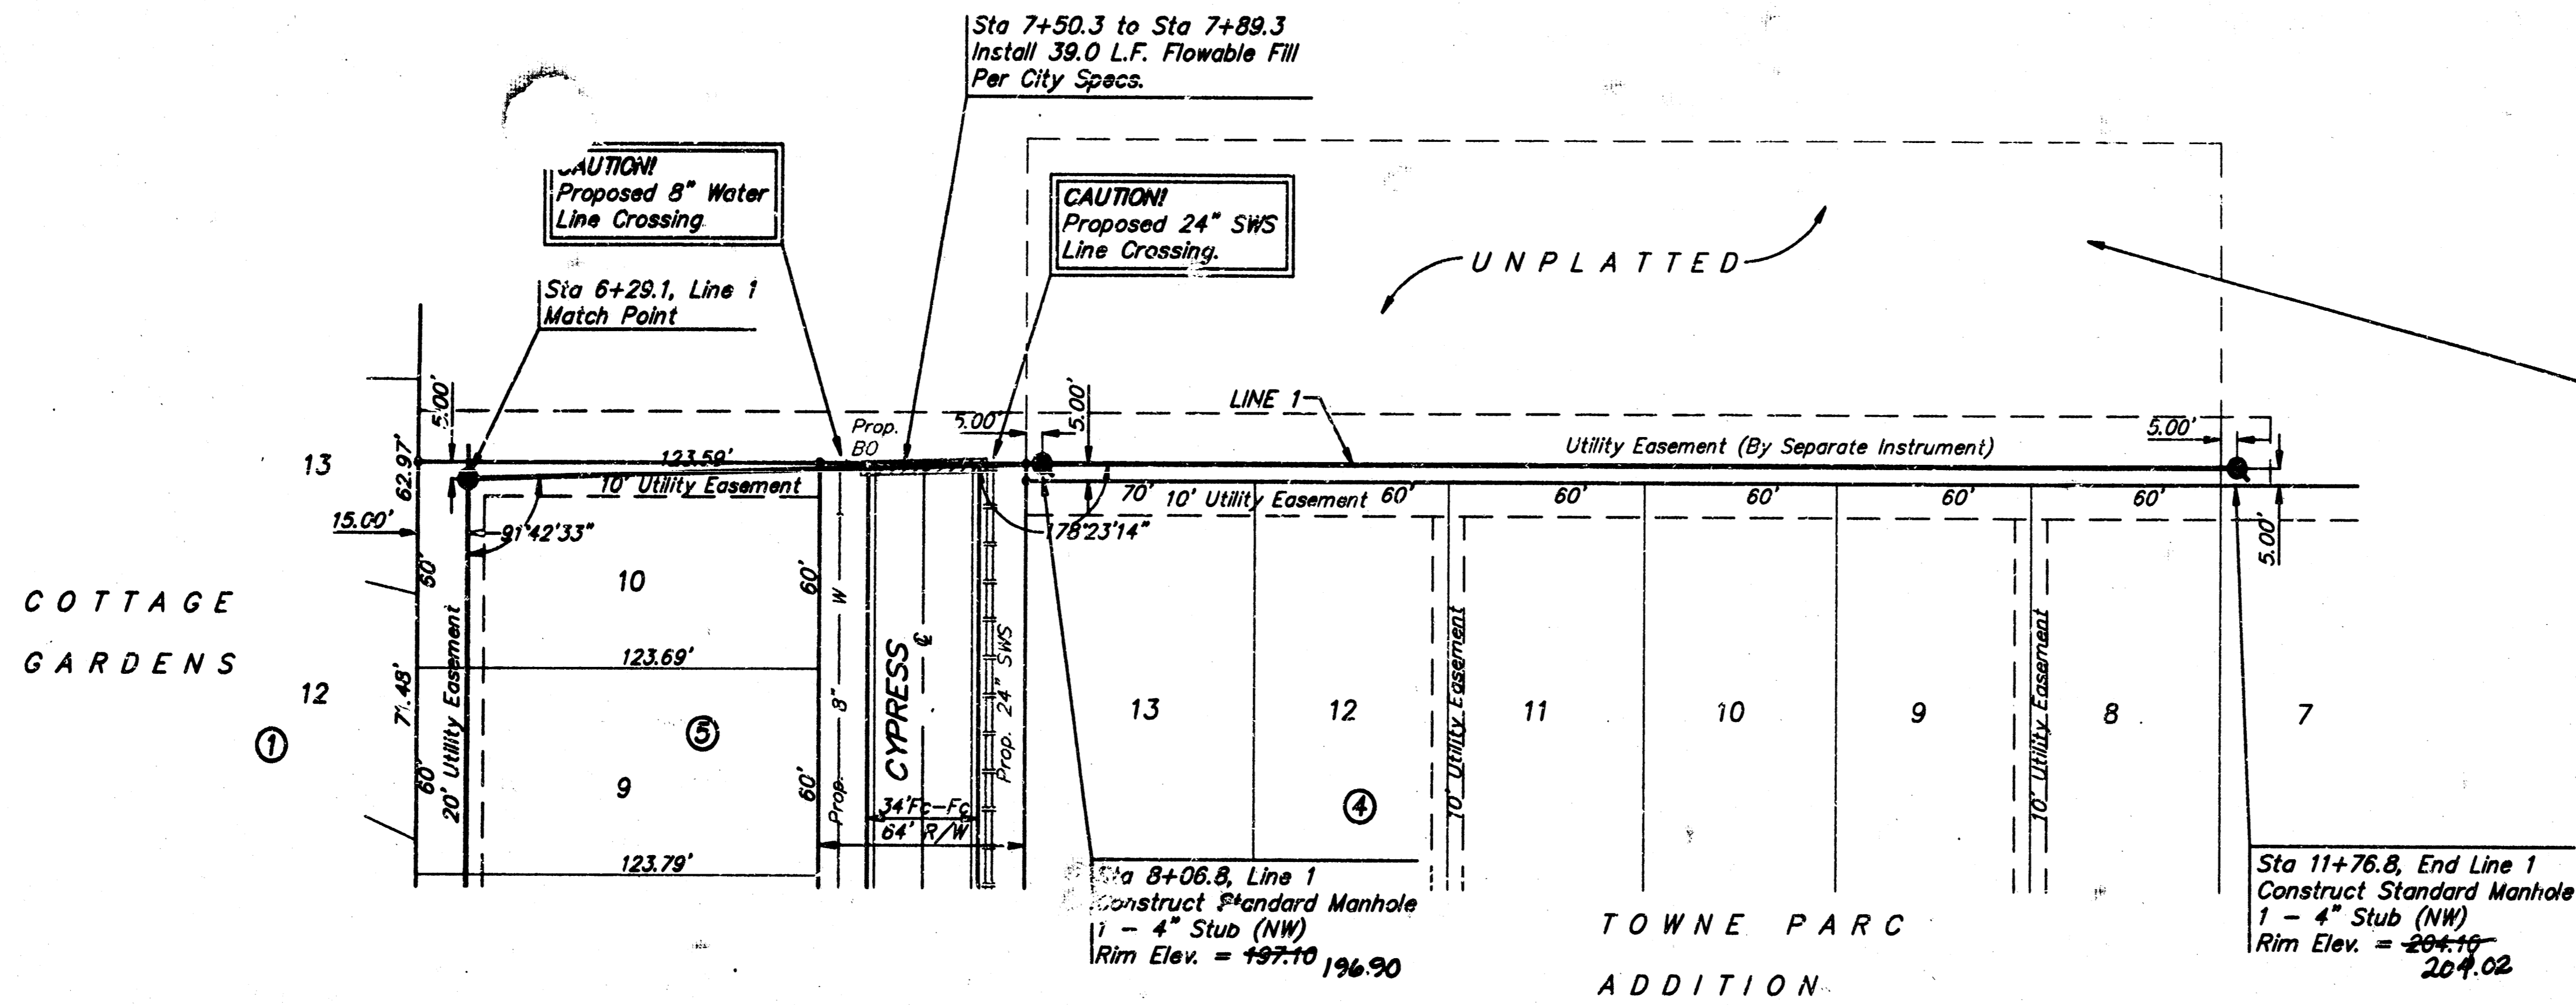 Sta 7+50.3 to Sta 7+89.3
Install 39.0 L.F. Flowable Fill
Per City Specs.
CAUTION!
Proposed 8" Water
Line Crossing.
CAUTION!
Proposed 24" SWS
Line Crossing.
UNPLATTED
Sta 6+29.1, Line 1
Match Point
5.00'
Prop.
BO
5.00'
5.00'
LINE 1
Utility Easement (By Separate Instrument)
5.00'
13
62.97'
123.59'
10' Utility Easement
70'
10' Utility Easement
60'
60'
60'
60'
60'
15.00'
91°42'33"
178°23'14"
5.00'
60'
10
60'
COTTAGE
GARDENS
123.69'
12
71.48'
20' Utility Easement
1
5
9
60'
60'
Prop. 8" W
CYPRESS
℄
Prop. 24" SWS
34'Fc-Fc
64' R/W
123.79'
13
12
10' Utility Easement
11
10
9
10' Utility Easement
8
7
4
Sta 8+06.8, Line 1
Construct Standard Manhole
1 - 4" Stub (NW)
Rim Elev. = 197.10 196.90
TOWNE PARC
ADDITION
Sta 11+76.8, End Line 1
Construct Standard Manhole
1 - 4" Stub (NW)
Rim Elev. = 204.10
204.02